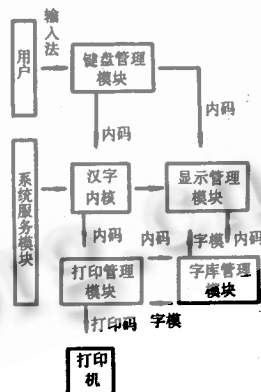 输入法
用户
键盘管理
模块
内码
内码
系统服务模块
汉字
内核
显示管理
模块
内码
内码
字模
内码
打印管理
模块
字库管理
模块
打印码
字模
打印
机